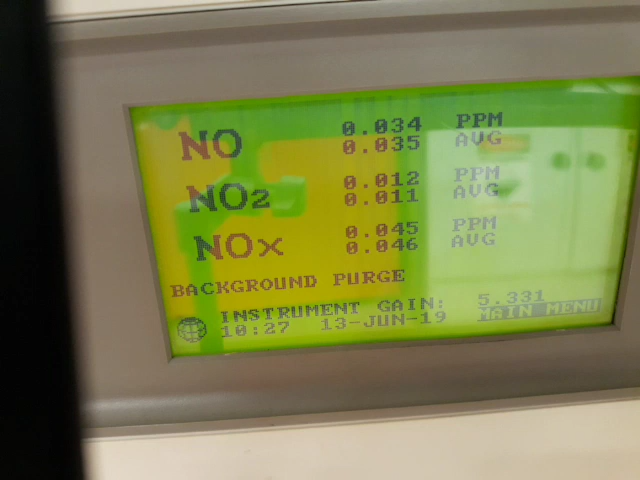 NO 0.034 PPM
0.035 AVG
NO2 0.012 PPM
0.011 AVG
NOX 0.045 PPM
0.046 AVG
BACKGROUND PURGE
INSTRUMENT GAIN: 5.331
10:27 13-JUN-19 MAIN MENU